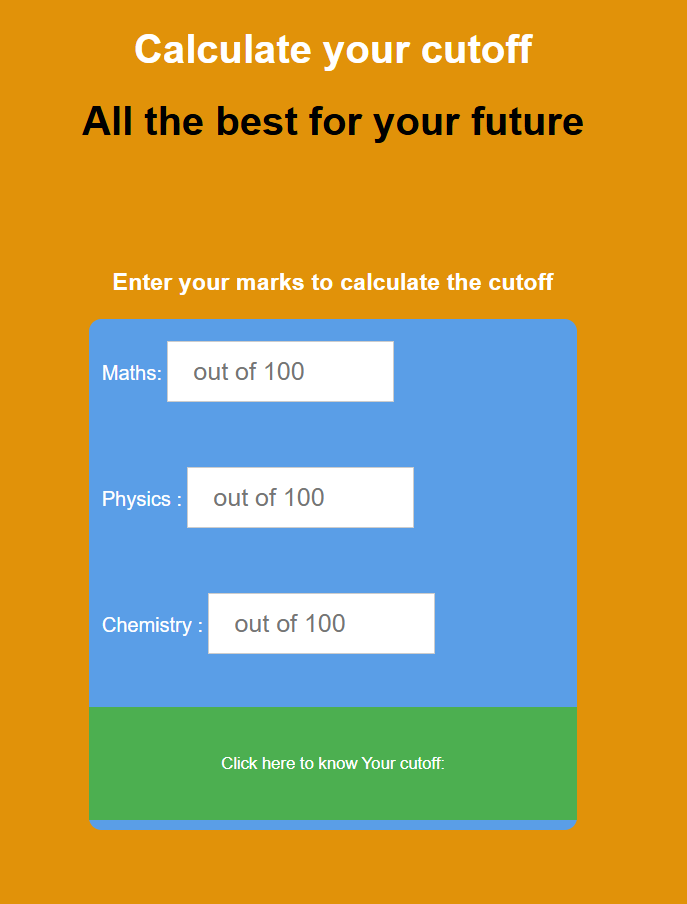 Calculate your cutoff
All the best for your future
Enter your marks to calculate the cutoff
Maths: out of 100
Physics : out of 100
Chemistry : out of 100
Click here to know Your cutoff: